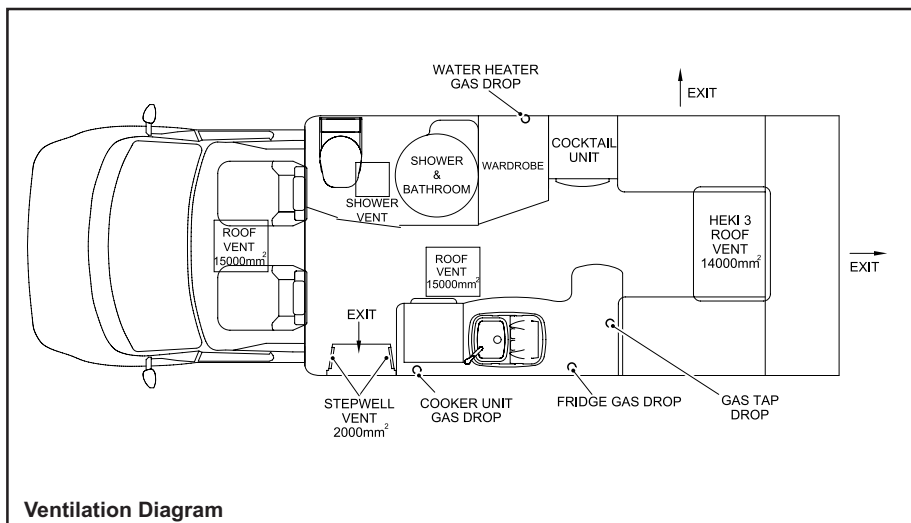 WATER HEATER
GAS DROP
EXIT
COCKTAIL
UNIT
WARDROBE
SHOWER
&
BATHROOM
SHOWER
VENT
ROOF
VENT
15000mm²
ROOF
VENT
15000mm²
HEKI 3
ROOF
VENT
14000mm²
EXIT
EXIT
STEPWELL
VENT
2000mm²
COOKER UNIT
GAS DROP
FRIDGE GAS DROP
GAS TAP
DROP
Ventilation Diagram